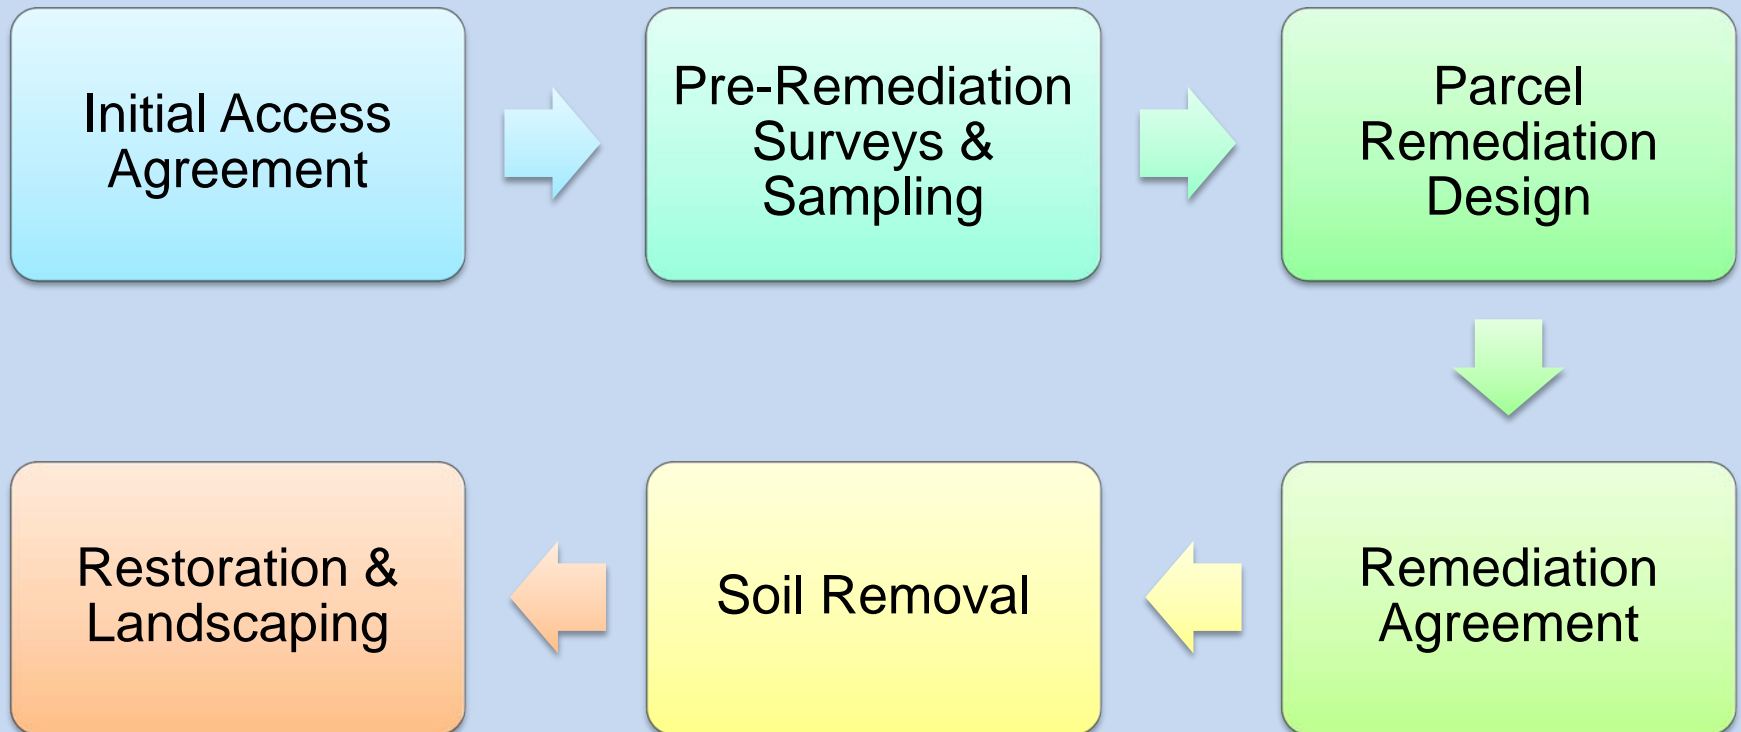 Initial Access
Agreement
Pre-Remediation
Surveys &
Sampling
Parcel
Remediation
Design
Remediation
Agreement
Soil Removal
Restoration &
Landscaping